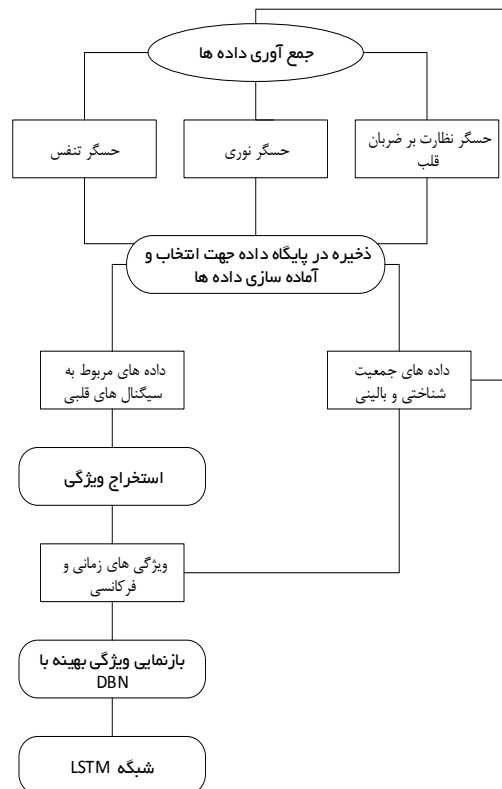 جمع آوری داده ها
حسگر نظارت بر ضربان
قلب
حسگر نوری
حسگر تنفس
ذخیره در پایگاه داده جهت انتخاب و
آماده سازی داده ها
داده های جمعیت
شناختی و بالینی
داده های مربوط به
سیگنال های قلبی
استخراج ویژگی
ویژگی های زمانی و
فرکانسی
بازنمایی ویژگی بهینه با
DBN
شبگه LSTM